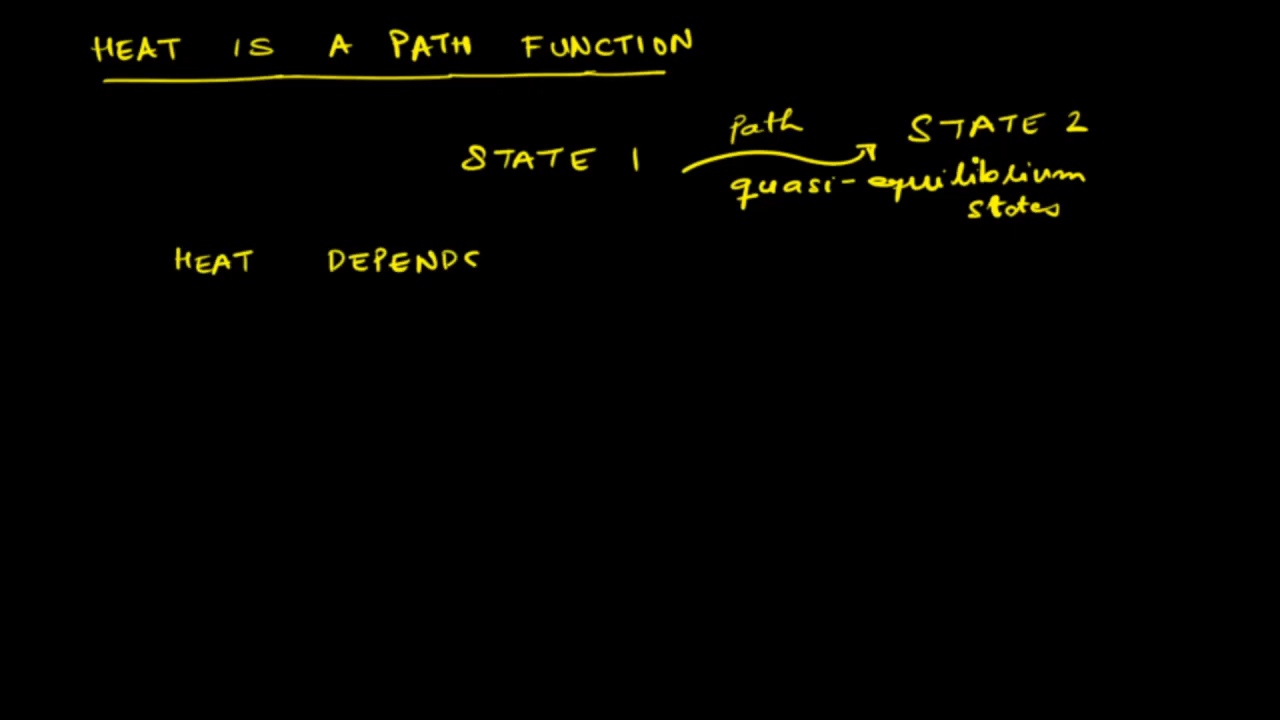 HEAT IS A PATH FUNCTION
path
STATE 1 STATE 2
quasi-equilibrium
states
HEAT DEPENDS